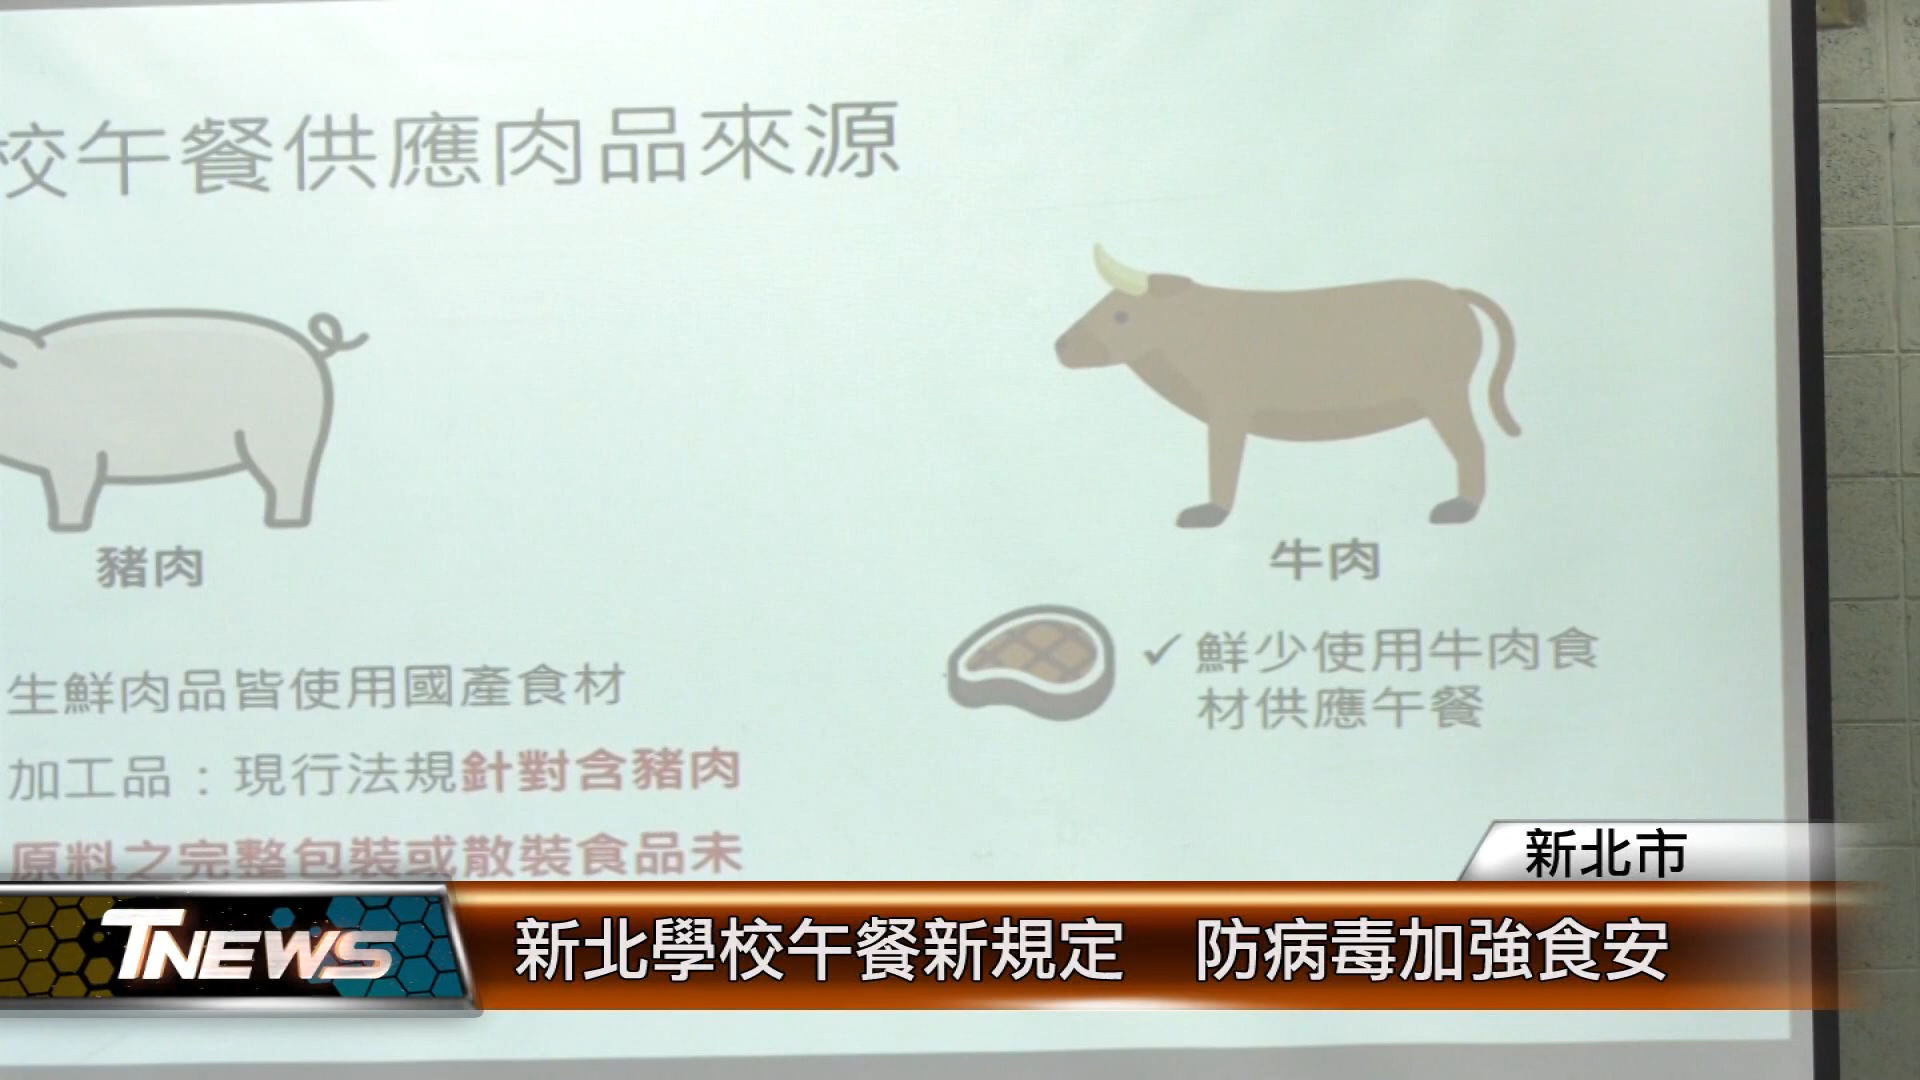 校午餐供應肉品來源
豬肉
生鮮肉品皆使用國產食材
加工品：現行法規針對含豬肉
原料之完整包裝或散裝食品未
牛肉
✓鮮少使用牛肉食
材供應午餐
新北市
TNEWS
新北學校午餐新規定 防病毒加強食安